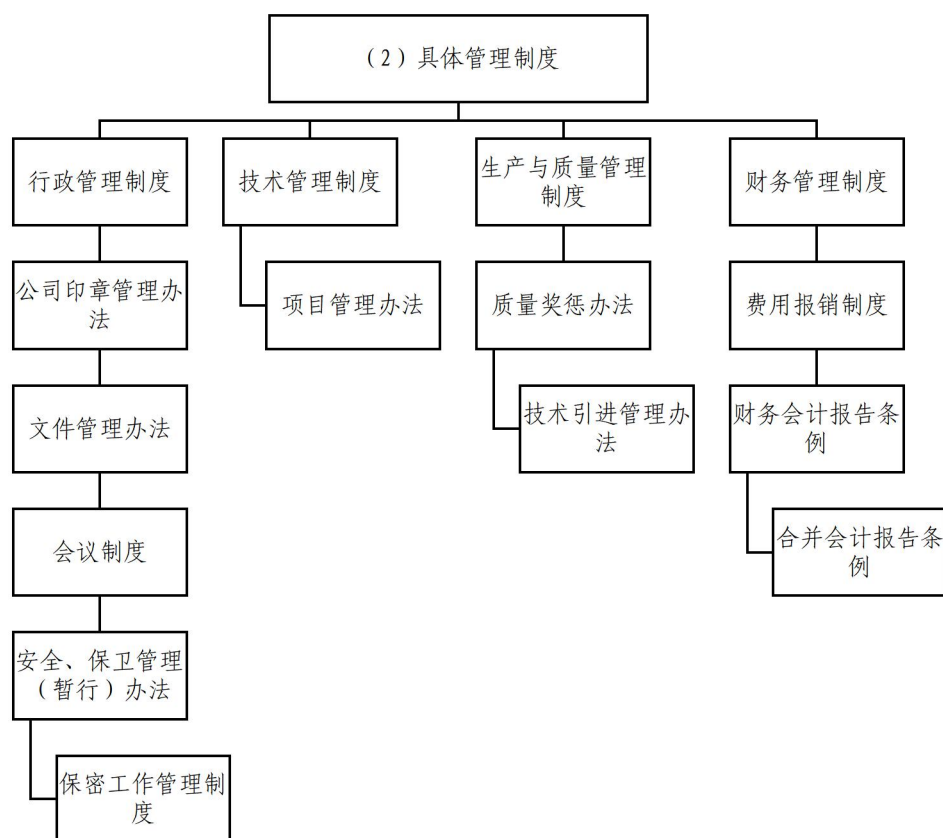 （2）具体管理制度
行政管理制度
技术管理制度
生产与质量管理
制度
财务管理制度
公司印章管理办
法
项目管理办法
质量奖惩办法
费用报销制度
文件管理办法
技术引进管理办
法
财务会计报告条
例
会议制度
合并会计报告条
例
安全、保卫管理
（暂行）办法
保密工作管理制
度